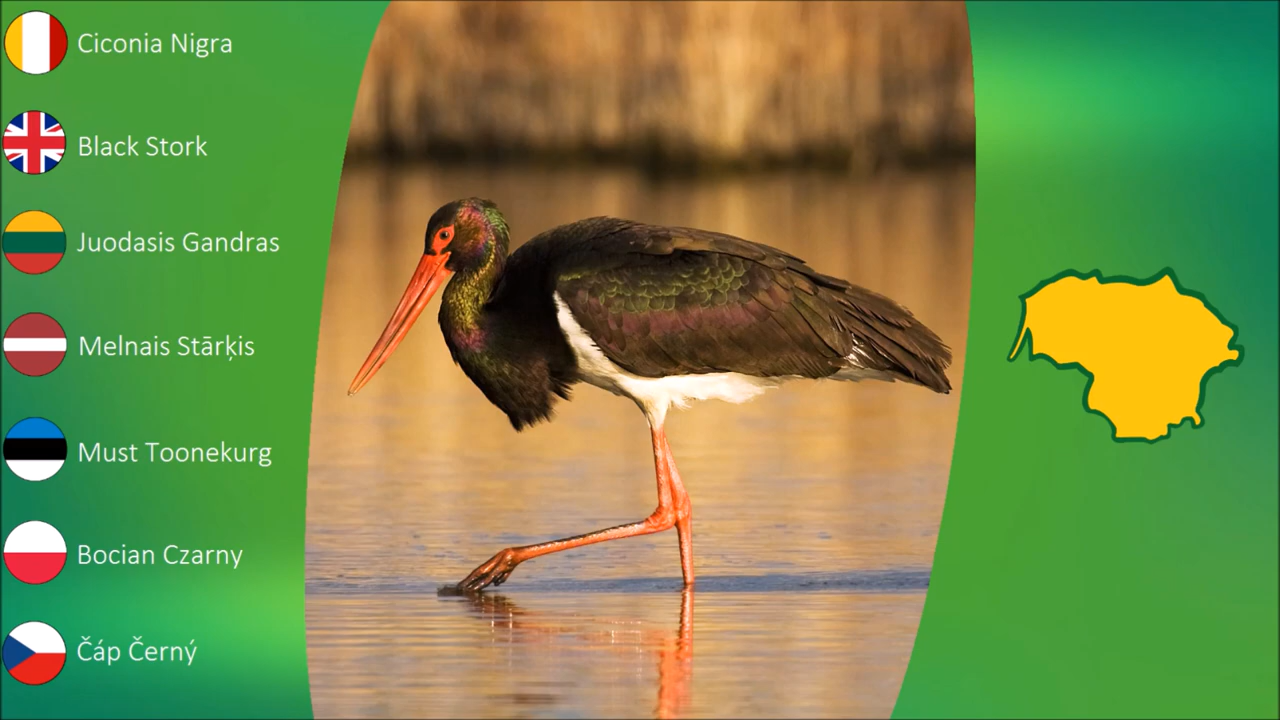 Ciconia Nigra
Black Stork
Juodasis Gandras
Melnais Stārķis
Must Toonekurg
Bocian Czarny
Čáp Černý